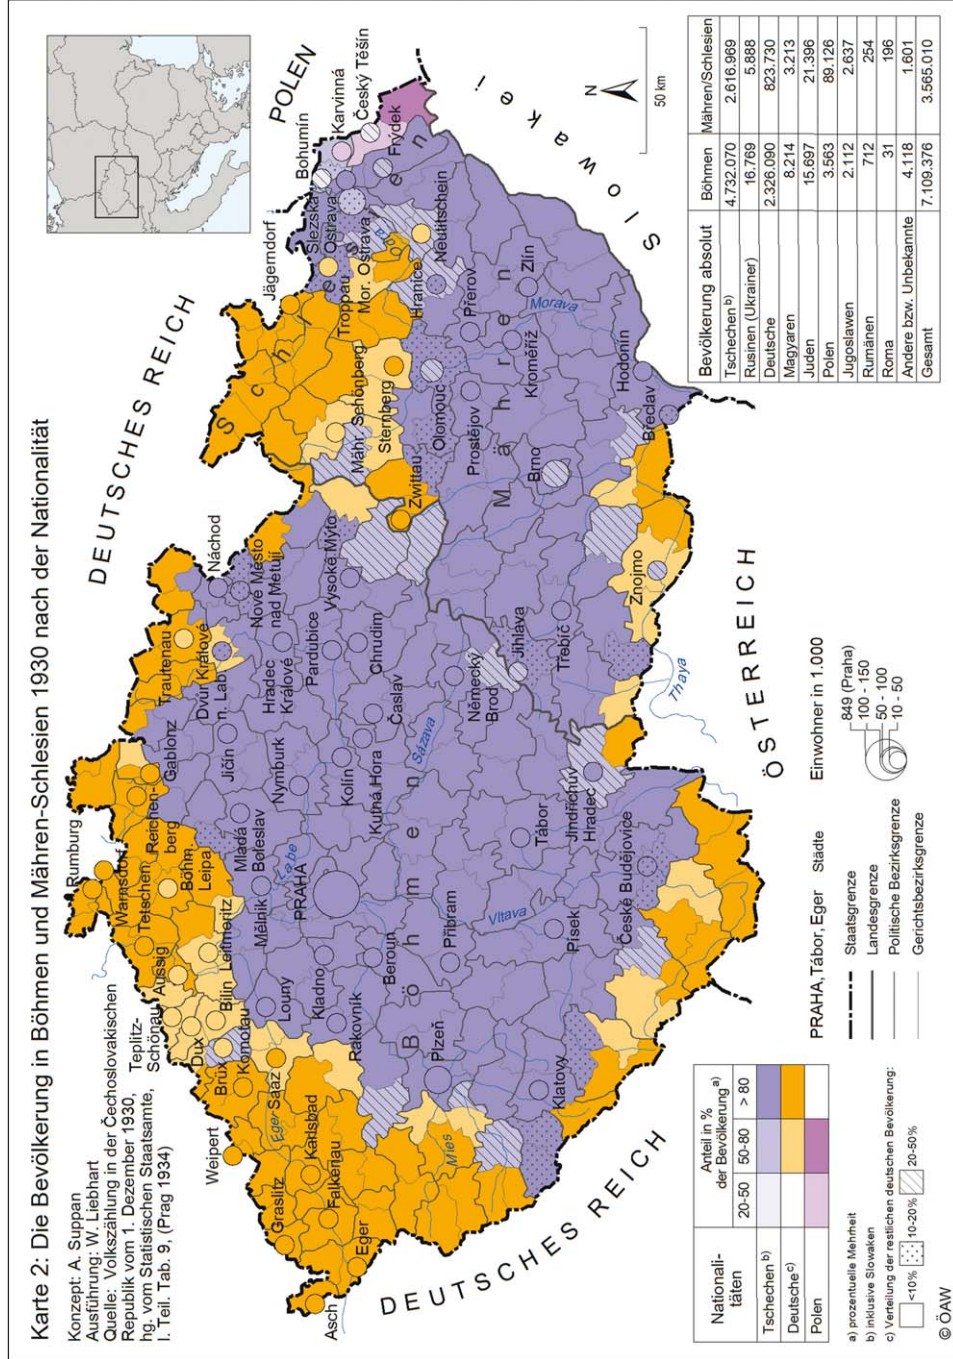 Karte 2: Die Bevölkerung in Böhmen und Mähren-Schlesien 1930 nach der Nationalität
Konzept: A. Suppan
Ausführung: W. Liebhart
Quelle: Volkszählung in der Čechoslovakischen
Republik vom 1. Dezember 1930,
hg. vom Statistischen Staatsamte,
I. Teil. Tab. 9, (Prag 1934)
DEUTSCHES REICH
DEUTSCHES REICH
DEUTSCHES REICH
POLEN
Slowakei
ÖSTERREICH
Böhmen
Mähren
Schlesien
Rumburg
Warnsdorf
Tetschen
Aussig
Teplitz-
Schönau
Dux
Bilin
Brüx
Komotau
Leitmeritz
Böhm.
Leipa
Reichen-
berg
Gablonz
Trautenau
Dvůr Králové
n. Lab.
Náchod
Nové Město
nad Metují
Hradec
Králové
Jičín
Mladá
Boleslav
Mělník
Nymburk
Pardubice
Vysoké Mýto
Chrudim
Kolín
Kutná Hora
Čáslav
PRAHA
Louny
Kladno
Rakovník
Beroun
Příbram
Plzeň
Klatovy
Weipert
Saaz
Karlsbad
Falkenau
Graslitz
Eger
Asch
Eger
Mies
Labe
Vltava
Sázava
Písek
Tábor
České Budějovice
Jindřichův
Hradec
Německý
Brod
Jihlava
Třebíč
Znojmo
Thaya
Brno
Břeclav
Hodonín
Morava
Zlín
Kroměříž
Prostějov
Přerov
Olomouc
Hranice
Neutitschein
Sternberg
Mähr. Schönberg
Zwittau
Jägerndorf
Troppau
Mor. Ostrava
Slezská
Ostrava
Bohumín
Karvinná
Český Těšín
Frýdek
N
50 km
Nationali-
täten
Anteil in %
der Bevölkerung a)
20-50 50-80 > 80
Tschechen b)
Deutsche c)
Polen
a) prozentuelle Mehrheit
b) inklusive Slowaken
c) Verteilung der restlichen deutschen Bevölkerung:
<10% 10-20% 20-50%
© ÖAW
PRAHA, Tábor, Eger Städte
Staatsgrenze
Landesgrenze
Politische Bezirksgrenze
Gerichtsbezirksgrenze
Einwohner in 1.000
849 (Praha)
100 - 150
50 - 100
10 - 50
Bevölkerung absolut Böhmen Mähren/Schlesien
Tschechen b) 4.732.070 2.616.969
Rusinen (Ukrainer) 16.769 5.888
Deutsche 2.326.090 823.730
Magyaren 8.214 3.213
Juden 15.697 21.396
Polen 3.563 89.126
Jugoslawen 2.112 2.637
Rumänen 712 254
Roma 31 196
Andere bzw. Unbekannte 4.118 1.601
Gesamt 7.109.376 3.565.010